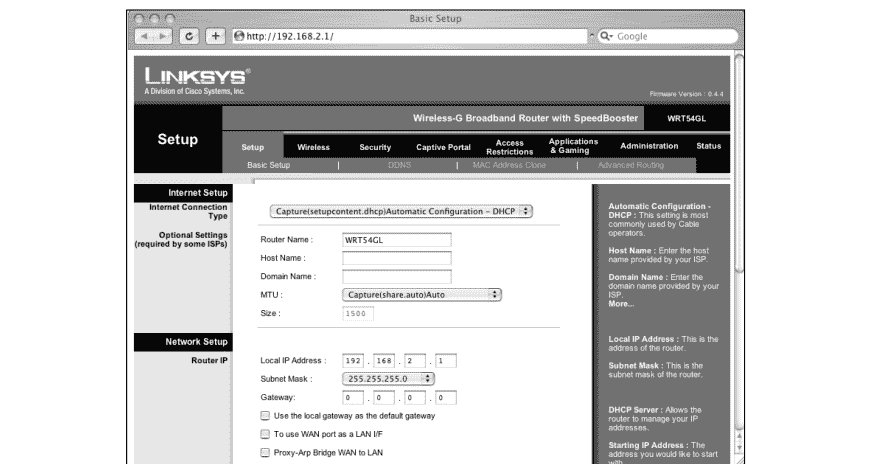 Basic Setup
http://192.168.2.1/
Google
LINKSYS®
A Division of Cisco Systems, Inc.
Firmware Version : 0.4.4
Wireless-G Broadband Router with SpeedBooster
WRT54GL
Setup
Setup
Wireless
Security
Captive Portal
Access Restrictions
Applications & Gaming
Administration
Status
Basic Setup | DDNS | MAC Address Clone | Advanced Routing
Internet Setup
Internet Connection
Type
Capture(setupcontent.dhcp)Automatic Configuration - DHCP
Optional Settings
(required by some ISPs)
Router Name : WRT54GL
Host Name :
Domain Name :
MTU : Capture(share.auto)Auto
Size : 1500
Network Setup
Router IP
Local IP Address : 192 . 168 . 2 . 1
Subnet Mask : 255.255.255.0
Gateway: 0 . 0 . 0 . 0
Use the local gateway as the default gateway
To use WAN port as a LAN I/F
Proxy-Arp Bridge WAN to LAN
Automatic Configuration -
DHCP : This setting is most
commonly used by Cable
operators.
Host Name : Enter the host
name provided by your ISP.
Domain Name : Enter the
domain name provided by your
ISP.
More...
Local IP Address : This is the
address of the router.
Subnet Mask : This is the
subnet mask of the router.
DHCP Server : Allows the
router to manage your IP
addresses.
Starting IP Address : The
address you would like to start
with.